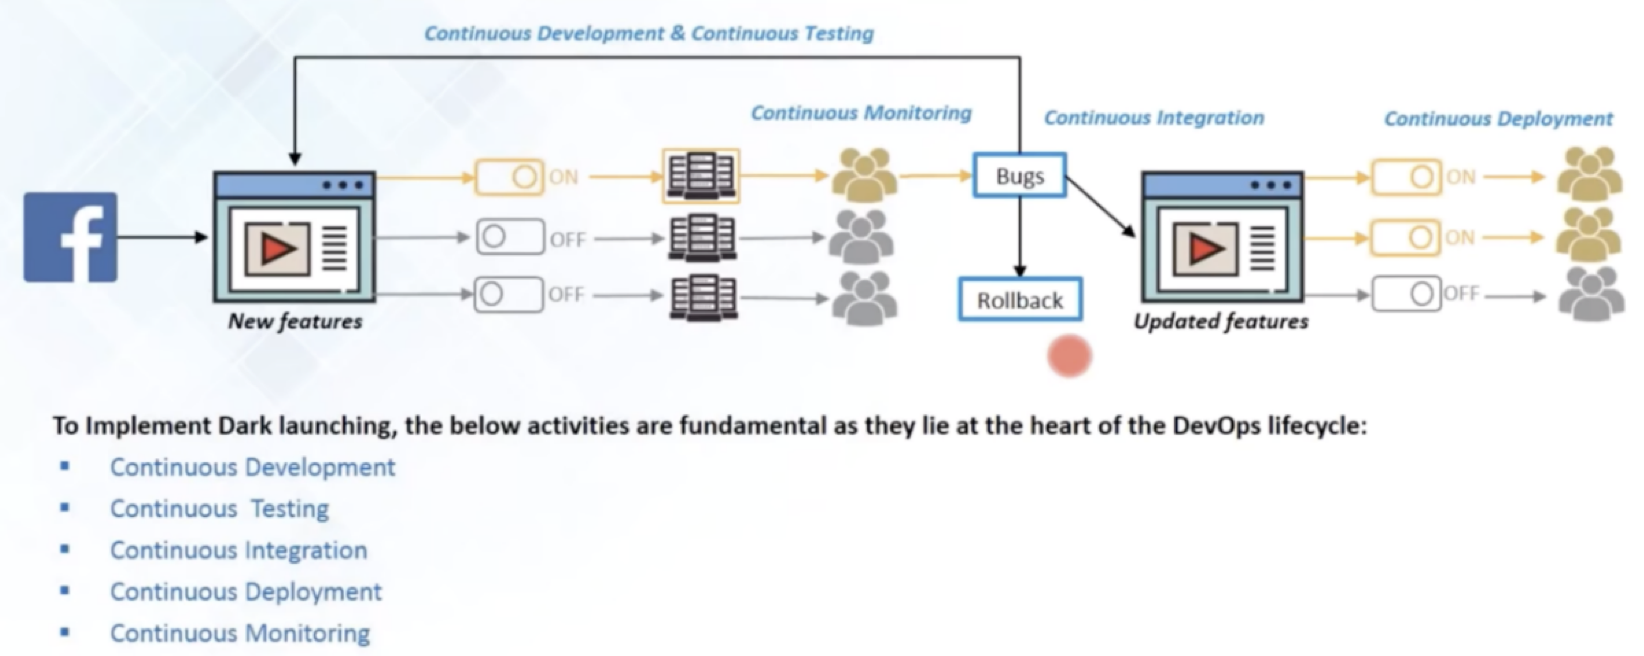 Continuous Development & Continuous Testing
Continuous Monitoring
Continuous Integration
Continuous Deployment
f
ON
OFF
OFF
Bugs
Rollback
ON
ON
OFF
New features
Updated features
To Implement Dark launching, the below activities are fundamental as they lie at the heart of the DevOps lifecycle:
▪ Continuous Development
▪ Continuous  Testing
▪ Continuous Integration
▪ Continuous Deployment
▪ Continuous Monitoring